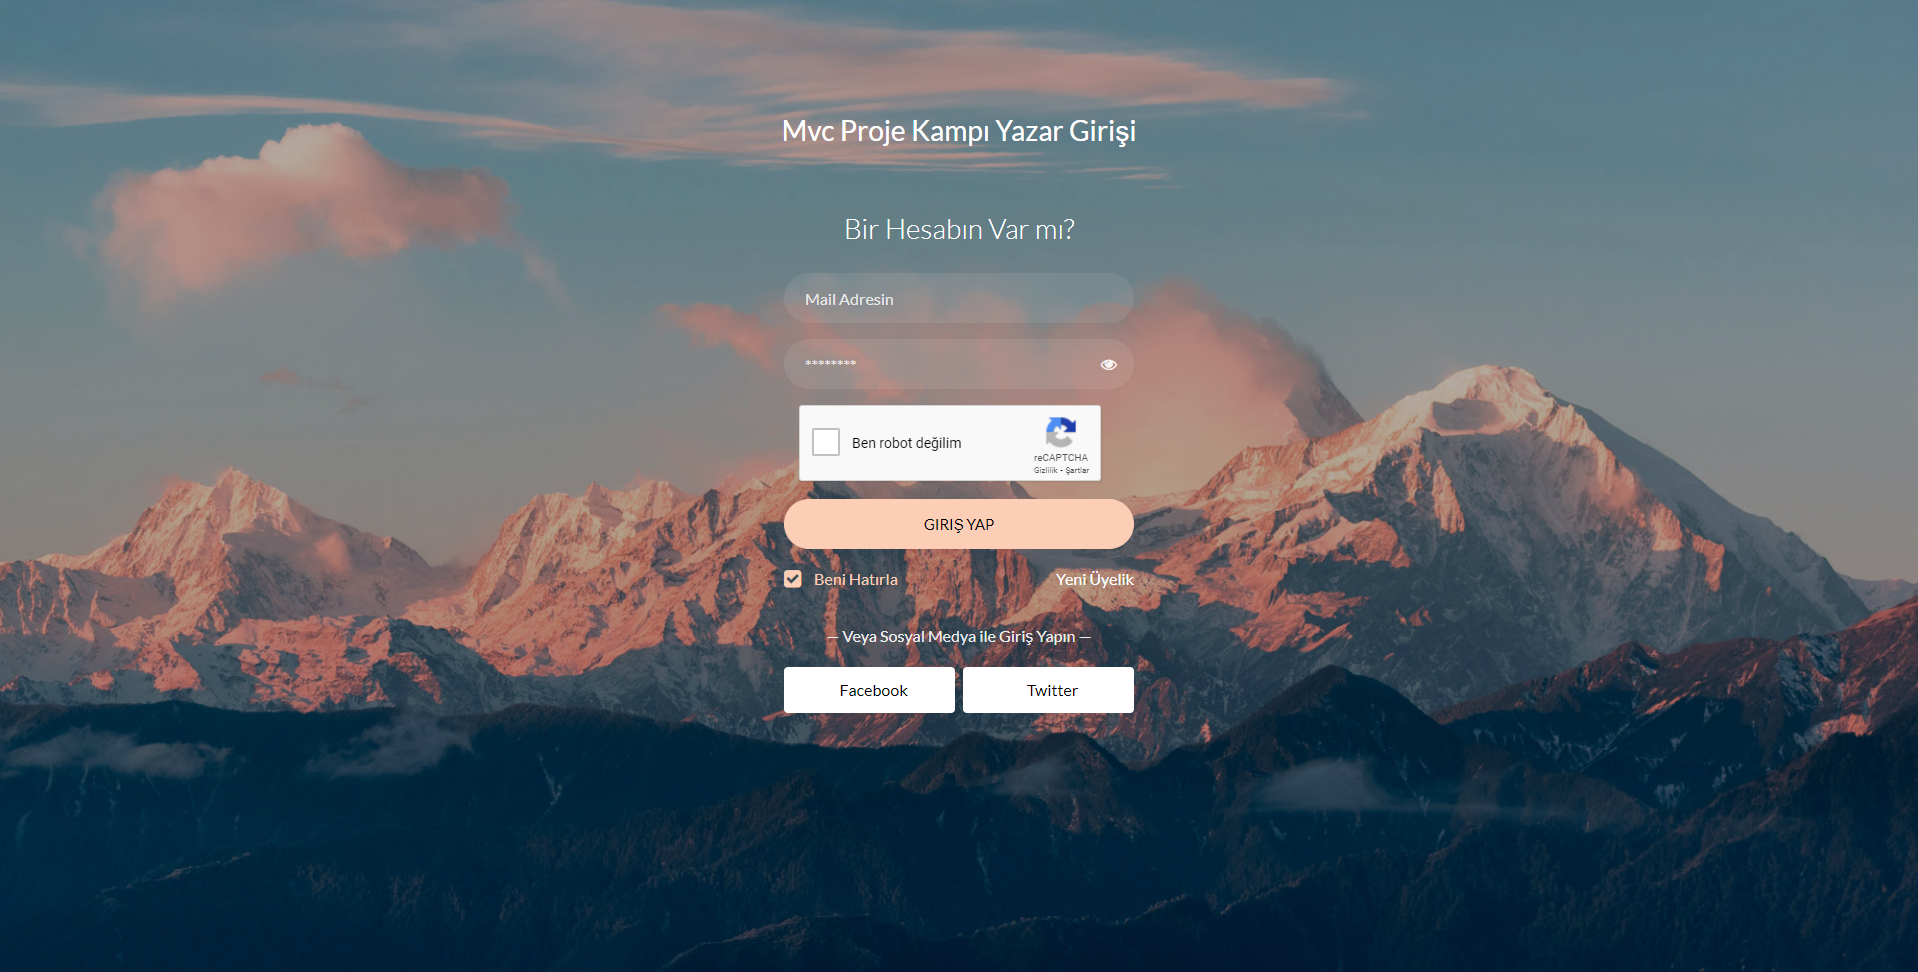 Mvc Proje Kampı Yazar Girişi
Bir Hesabın Var mı?
Mail Adresin
********
Ben robot değilim
reCAPTCHA
Gizlilik - Şartlar
GIRIŞ YAP
Beni Hatırla
Yeni Üyelik
— Veya Sosyal Medya ile Giriş Yapın —
Facebook
Twitter